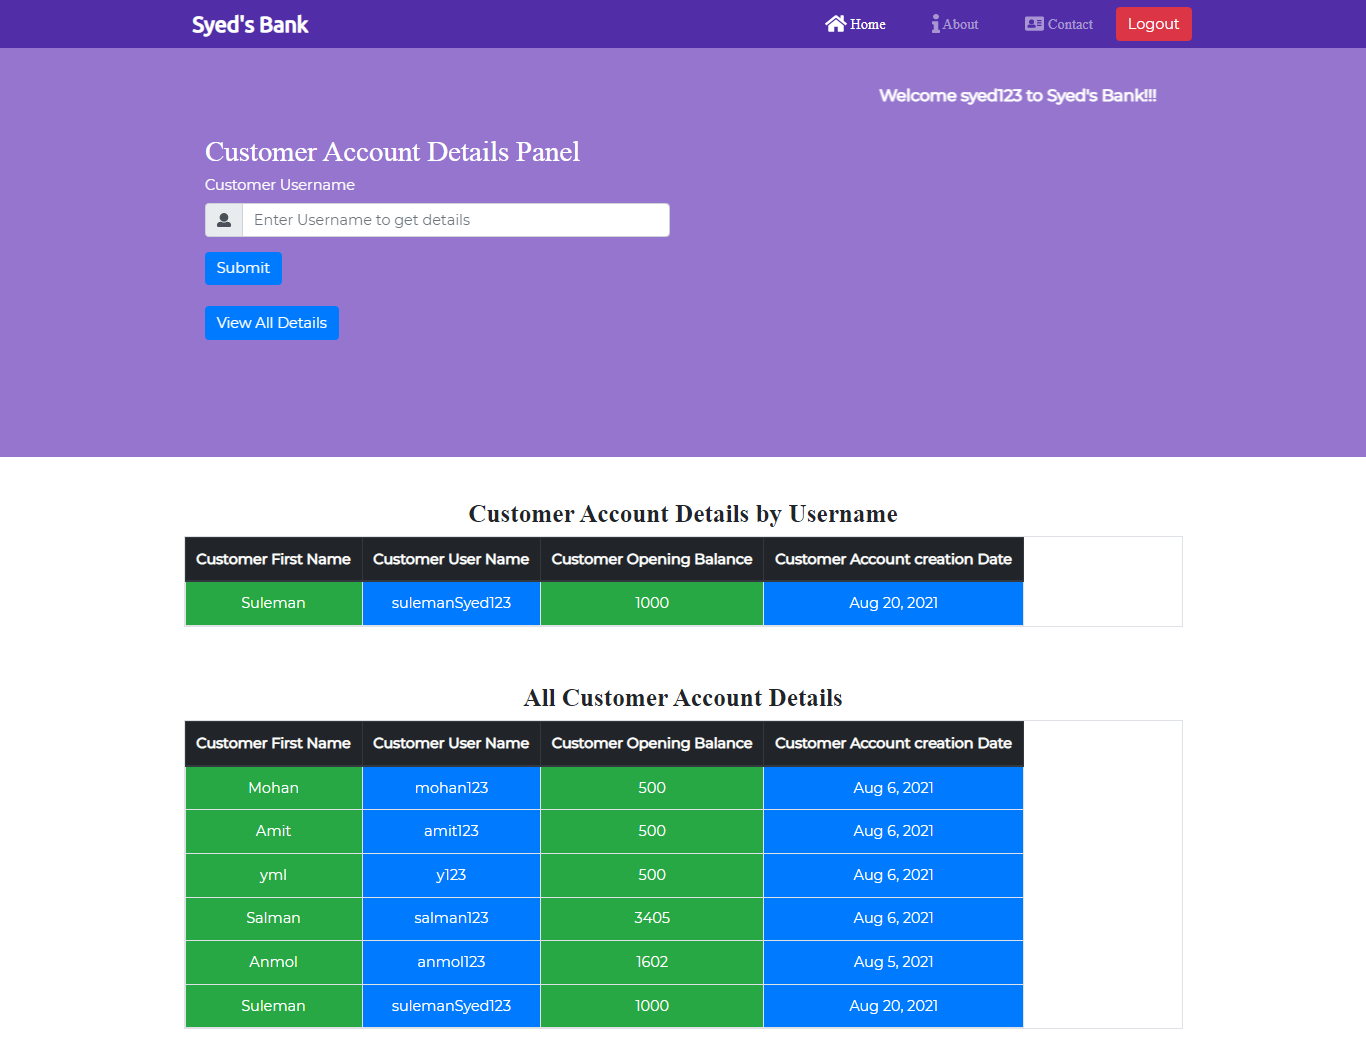 Syed's Bank Home About Contact Logout
Welcome syed123 to Syed's Bank!!!
Customer Account Details Panel
Customer Username
Enter Username to get details
Submit
View All Details
Customer Account Details by Username
Customer First Name Customer User Name Customer Opening Balance Customer Account creation Date
Suleman sulemanSyed123 1000 Aug 20, 2021
All Customer Account Details
Customer First Name Customer User Name Customer Opening Balance Customer Account creation Date
Mohan mohan123 500 Aug 6, 2021
Amit amit123 500 Aug 6, 2021
yml y123 500 Aug 6, 2021
Salman salman123 3405 Aug 6, 2021
Anmol anmol123 1602 Aug 5, 2021
Suleman sulemanSyed123 1000 Aug 20, 2021